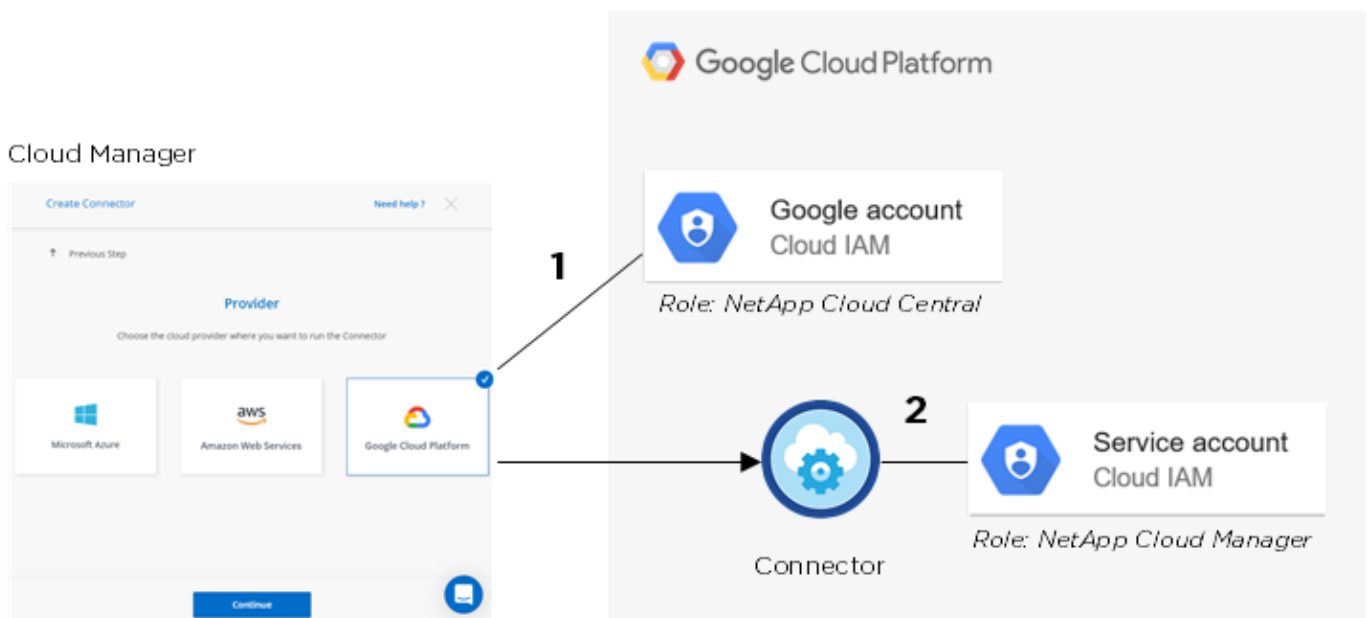 Google Cloud Platform
Cloud Manager
Create Connector
Need help ?
Previous Step
Provider
Choose the cloud provider where you want to run the Connector
Microsoft Azure
aws
Amazon Web Services
Google Cloud Platform
Continue
1
Google account
Cloud IAM
Role: NetApp Cloud Central
2
Connector
Service account
Cloud IAM
Role: NetApp Cloud Manager